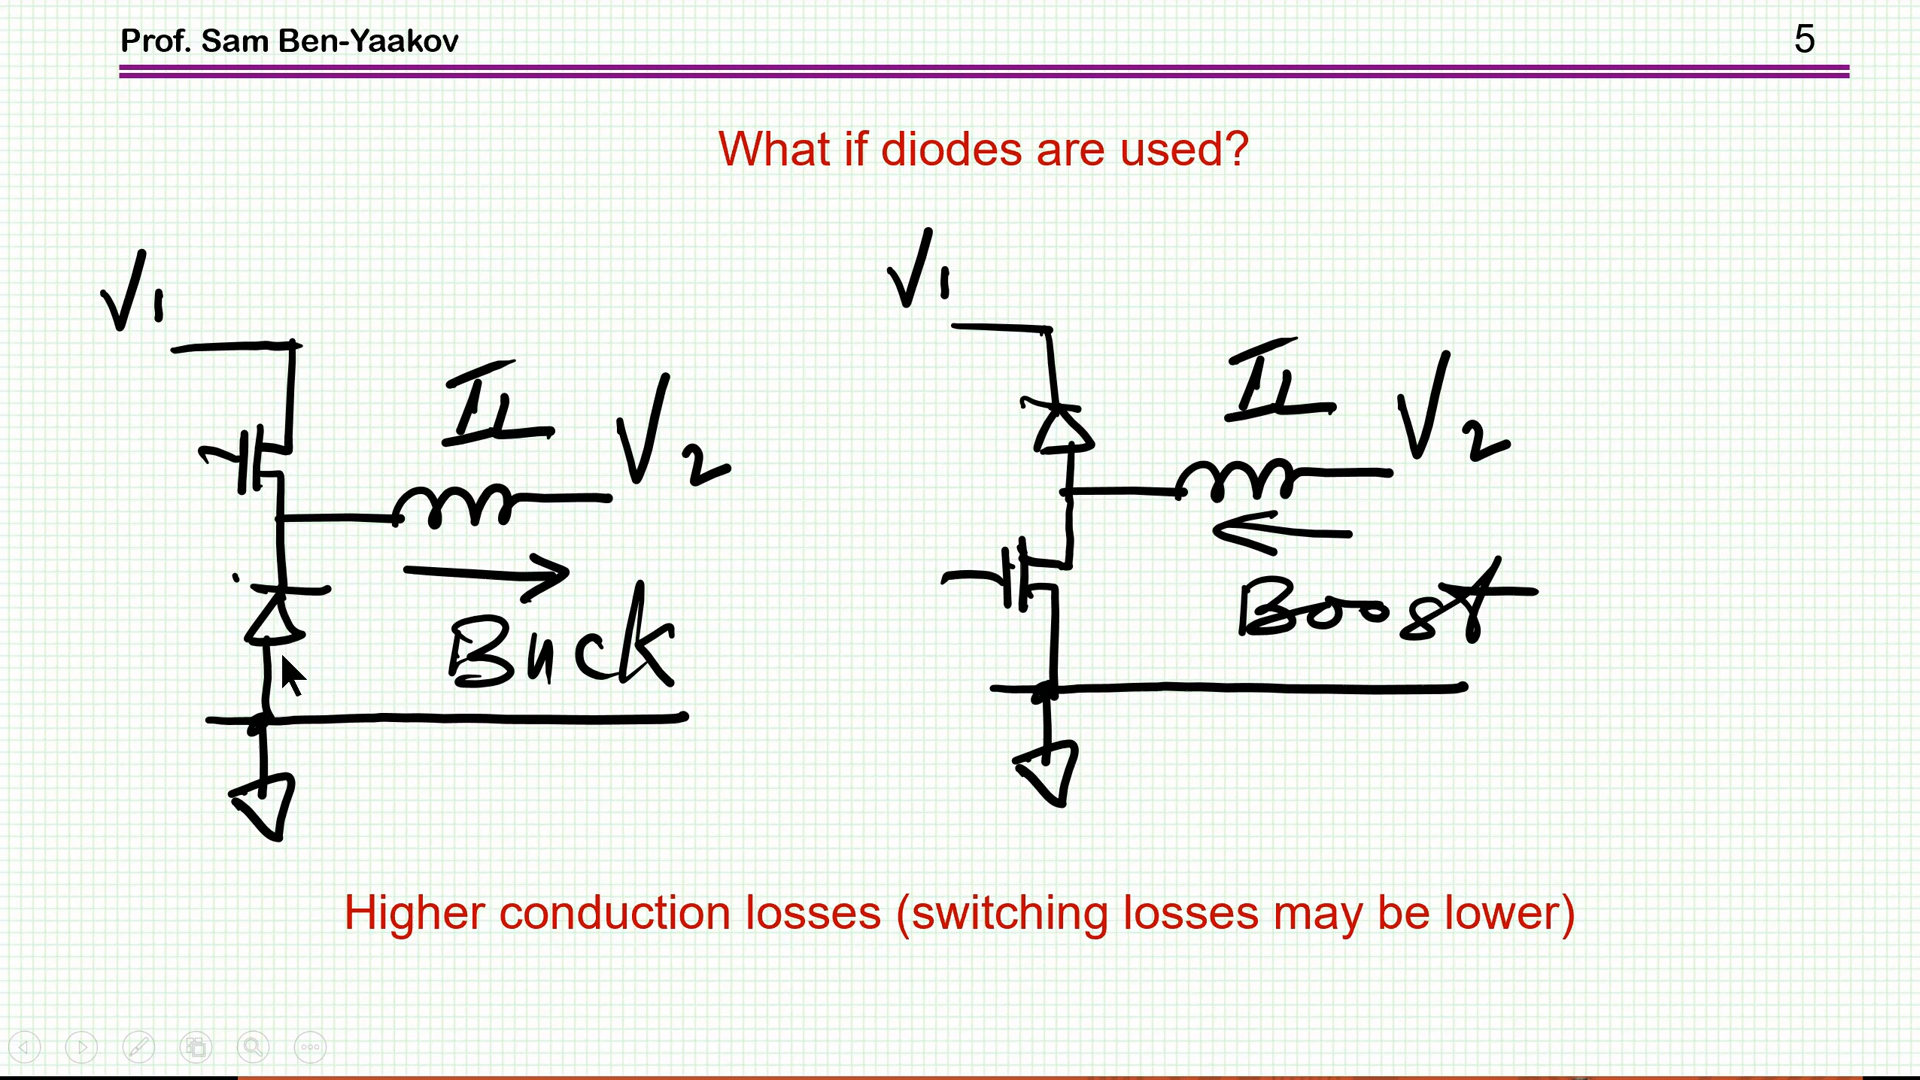 Prof. Sam Ben-Yaakov
5
What if diodes are used?
V1
IL
V2
Buck
V1
IL
V2
Boost
Higher conduction losses (switching losses may be lower)